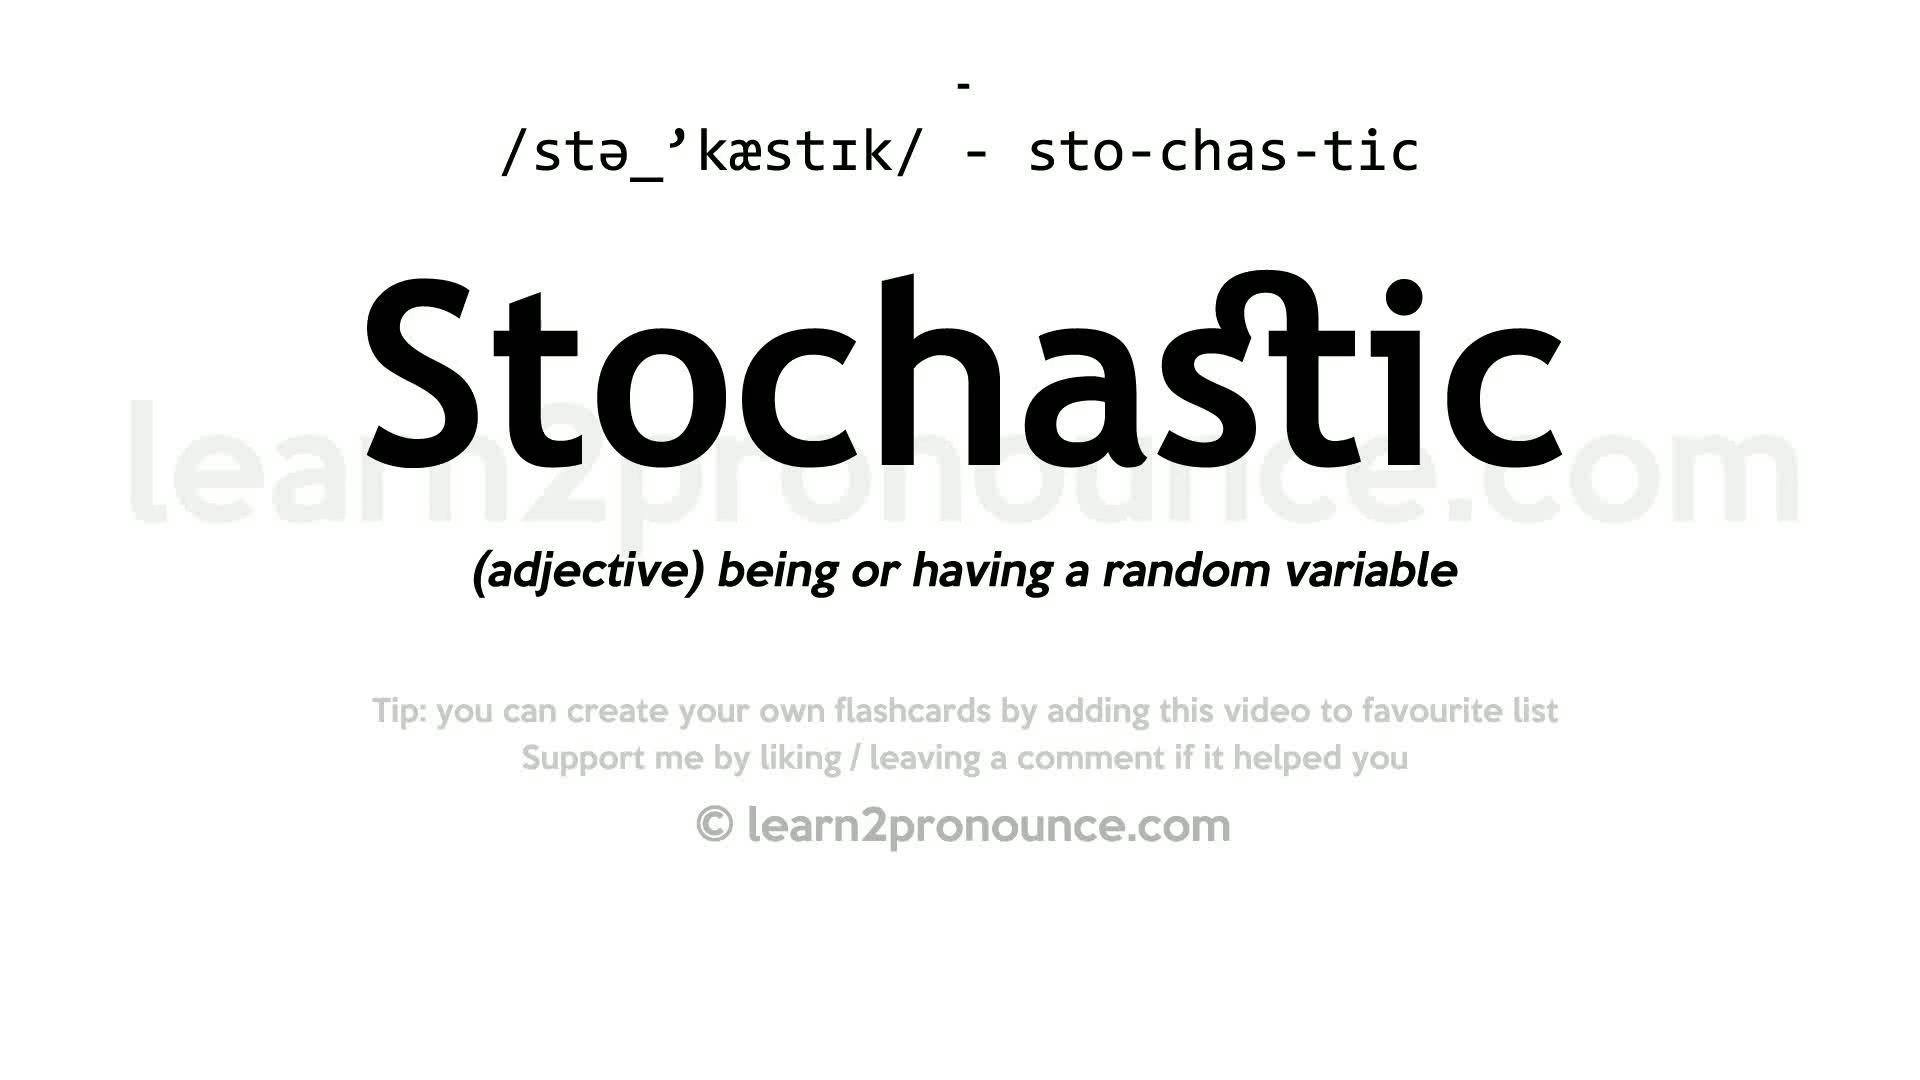 -
/stə_’kæstɪk/ - sto-chas-tic
Stochastic
learn2pronounce.com
(adjective) being or having a random variable
Tip: you can create your own flashcards by adding this video to favourite list
Support me by liking / leaving a comment if it helped you
© learn2pronounce.com